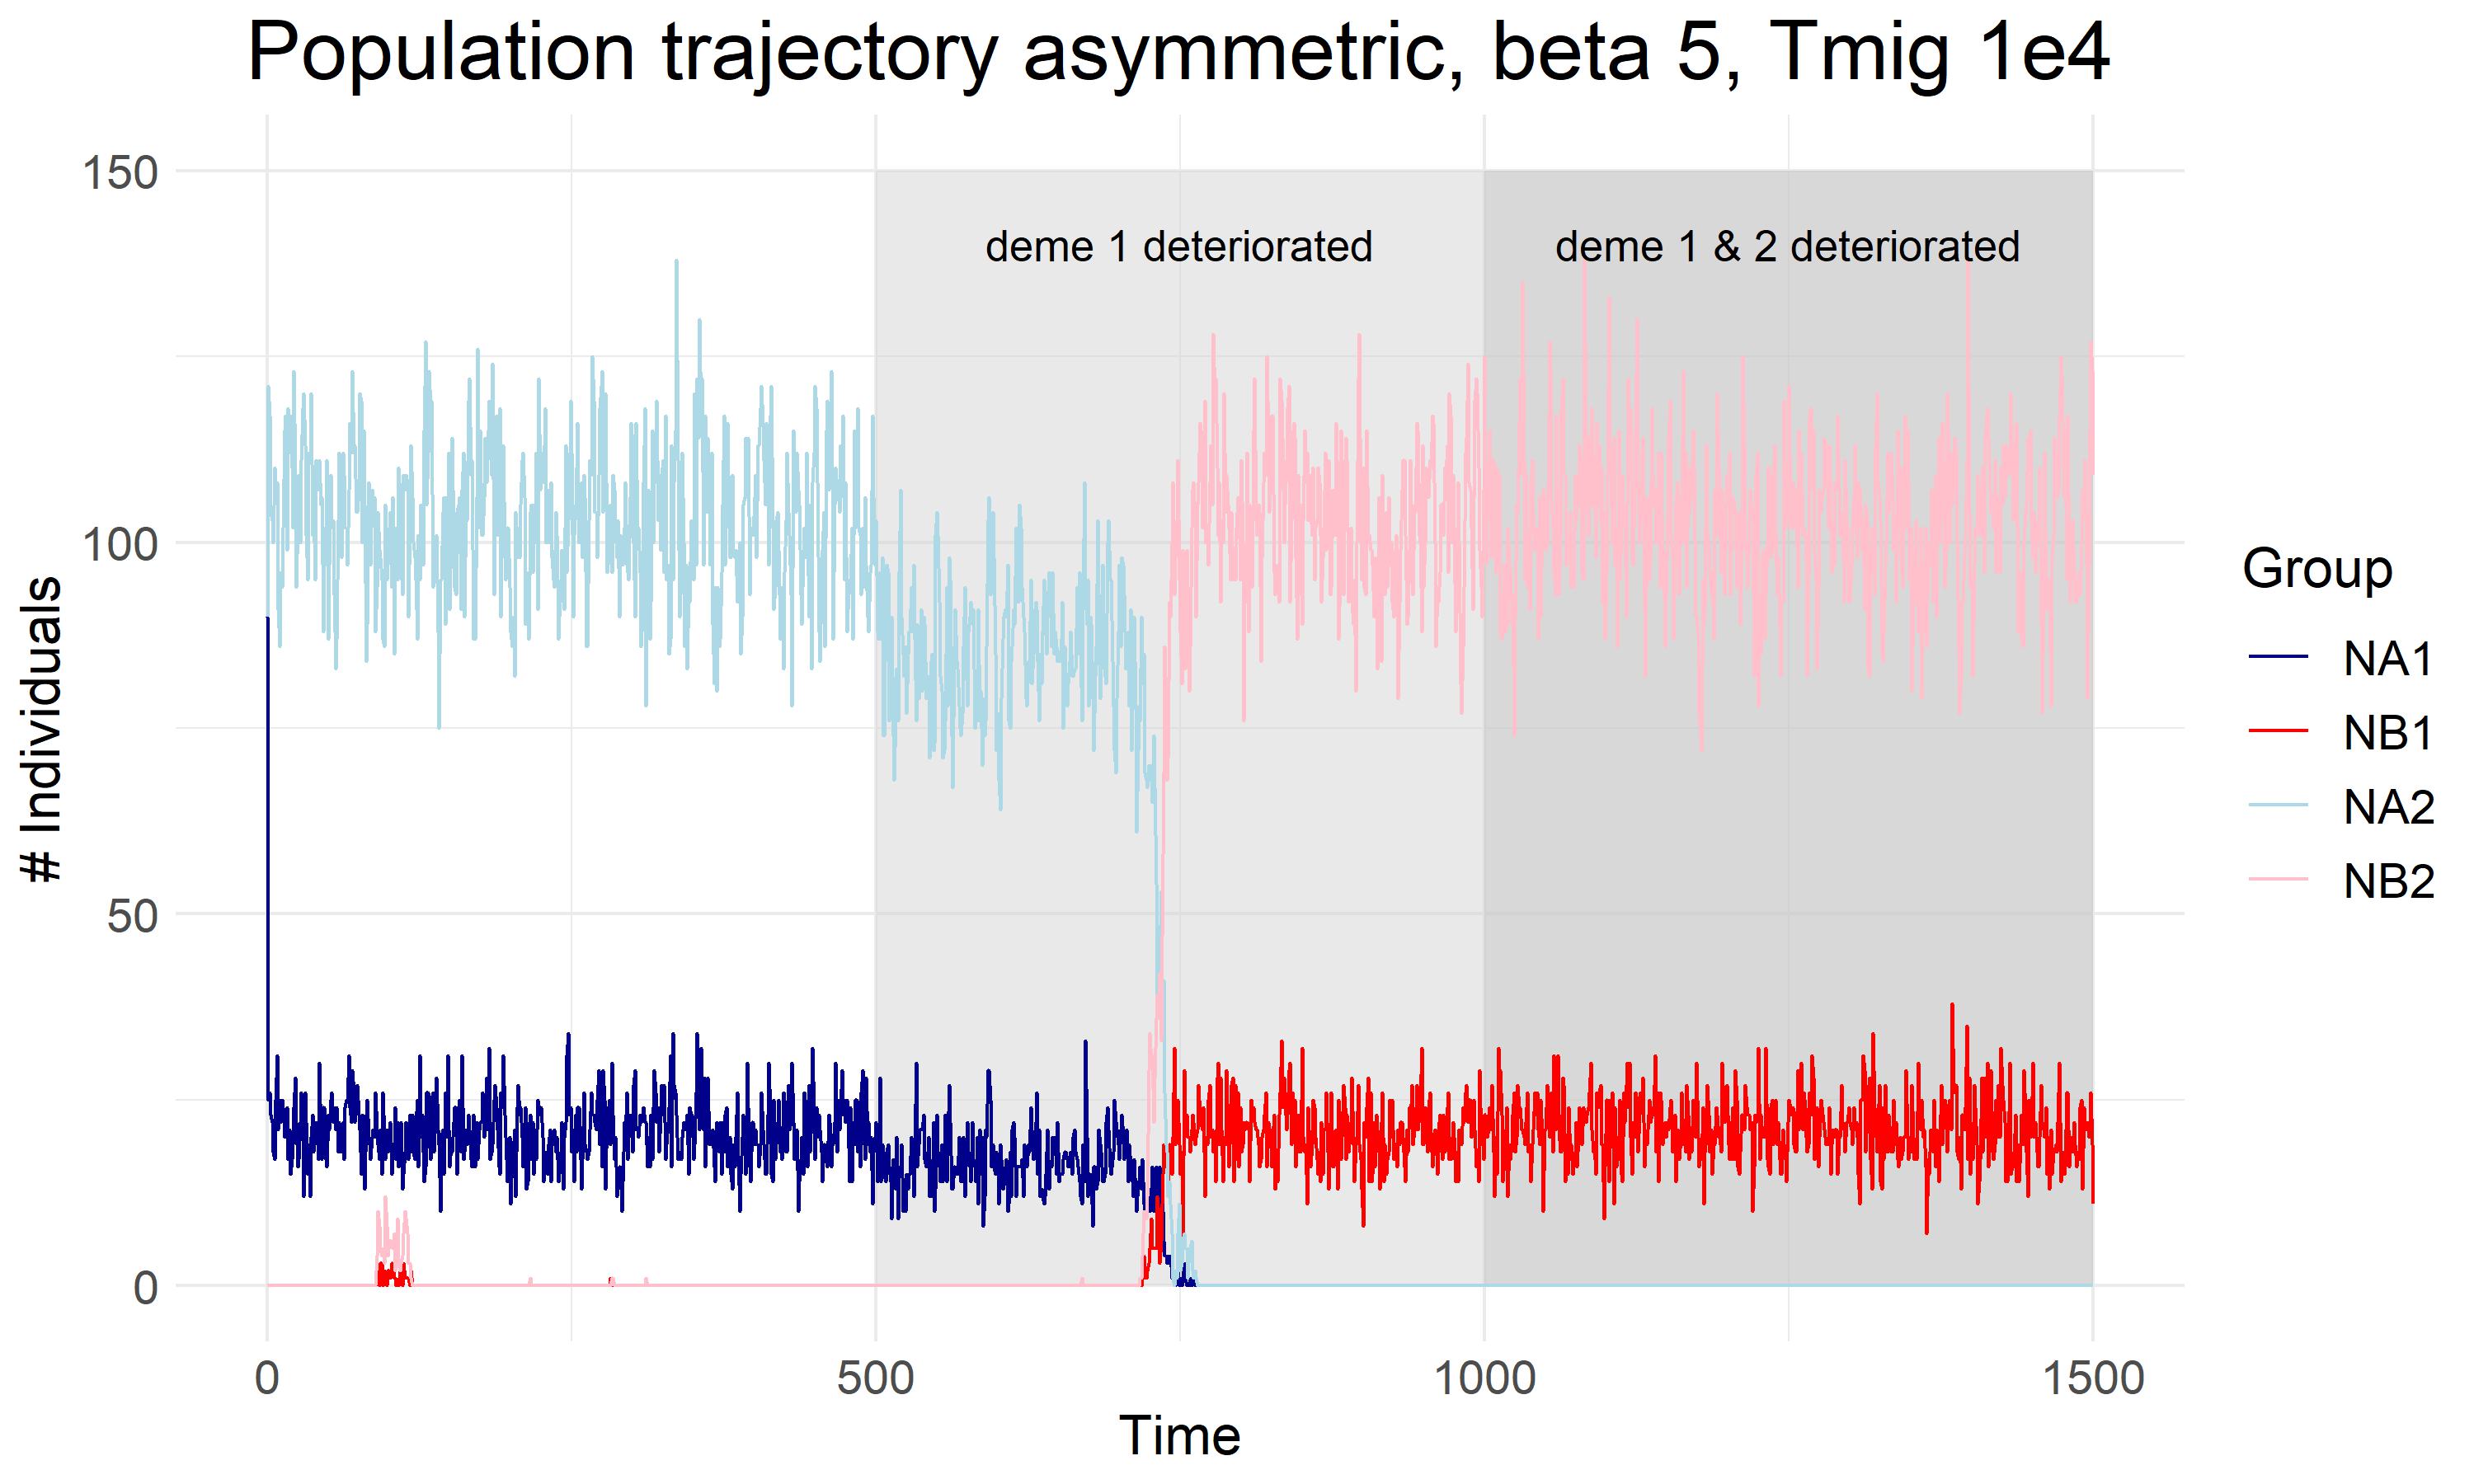 Population trajectory asymmetric, beta 5, Tmig 1e4
150
deme 1 deteriorated
deme 1 & 2 deteriorated
100
50
0
# Individuals
0
500
1000
1500
Time
Group
NA1
NB1
NA2
NB2